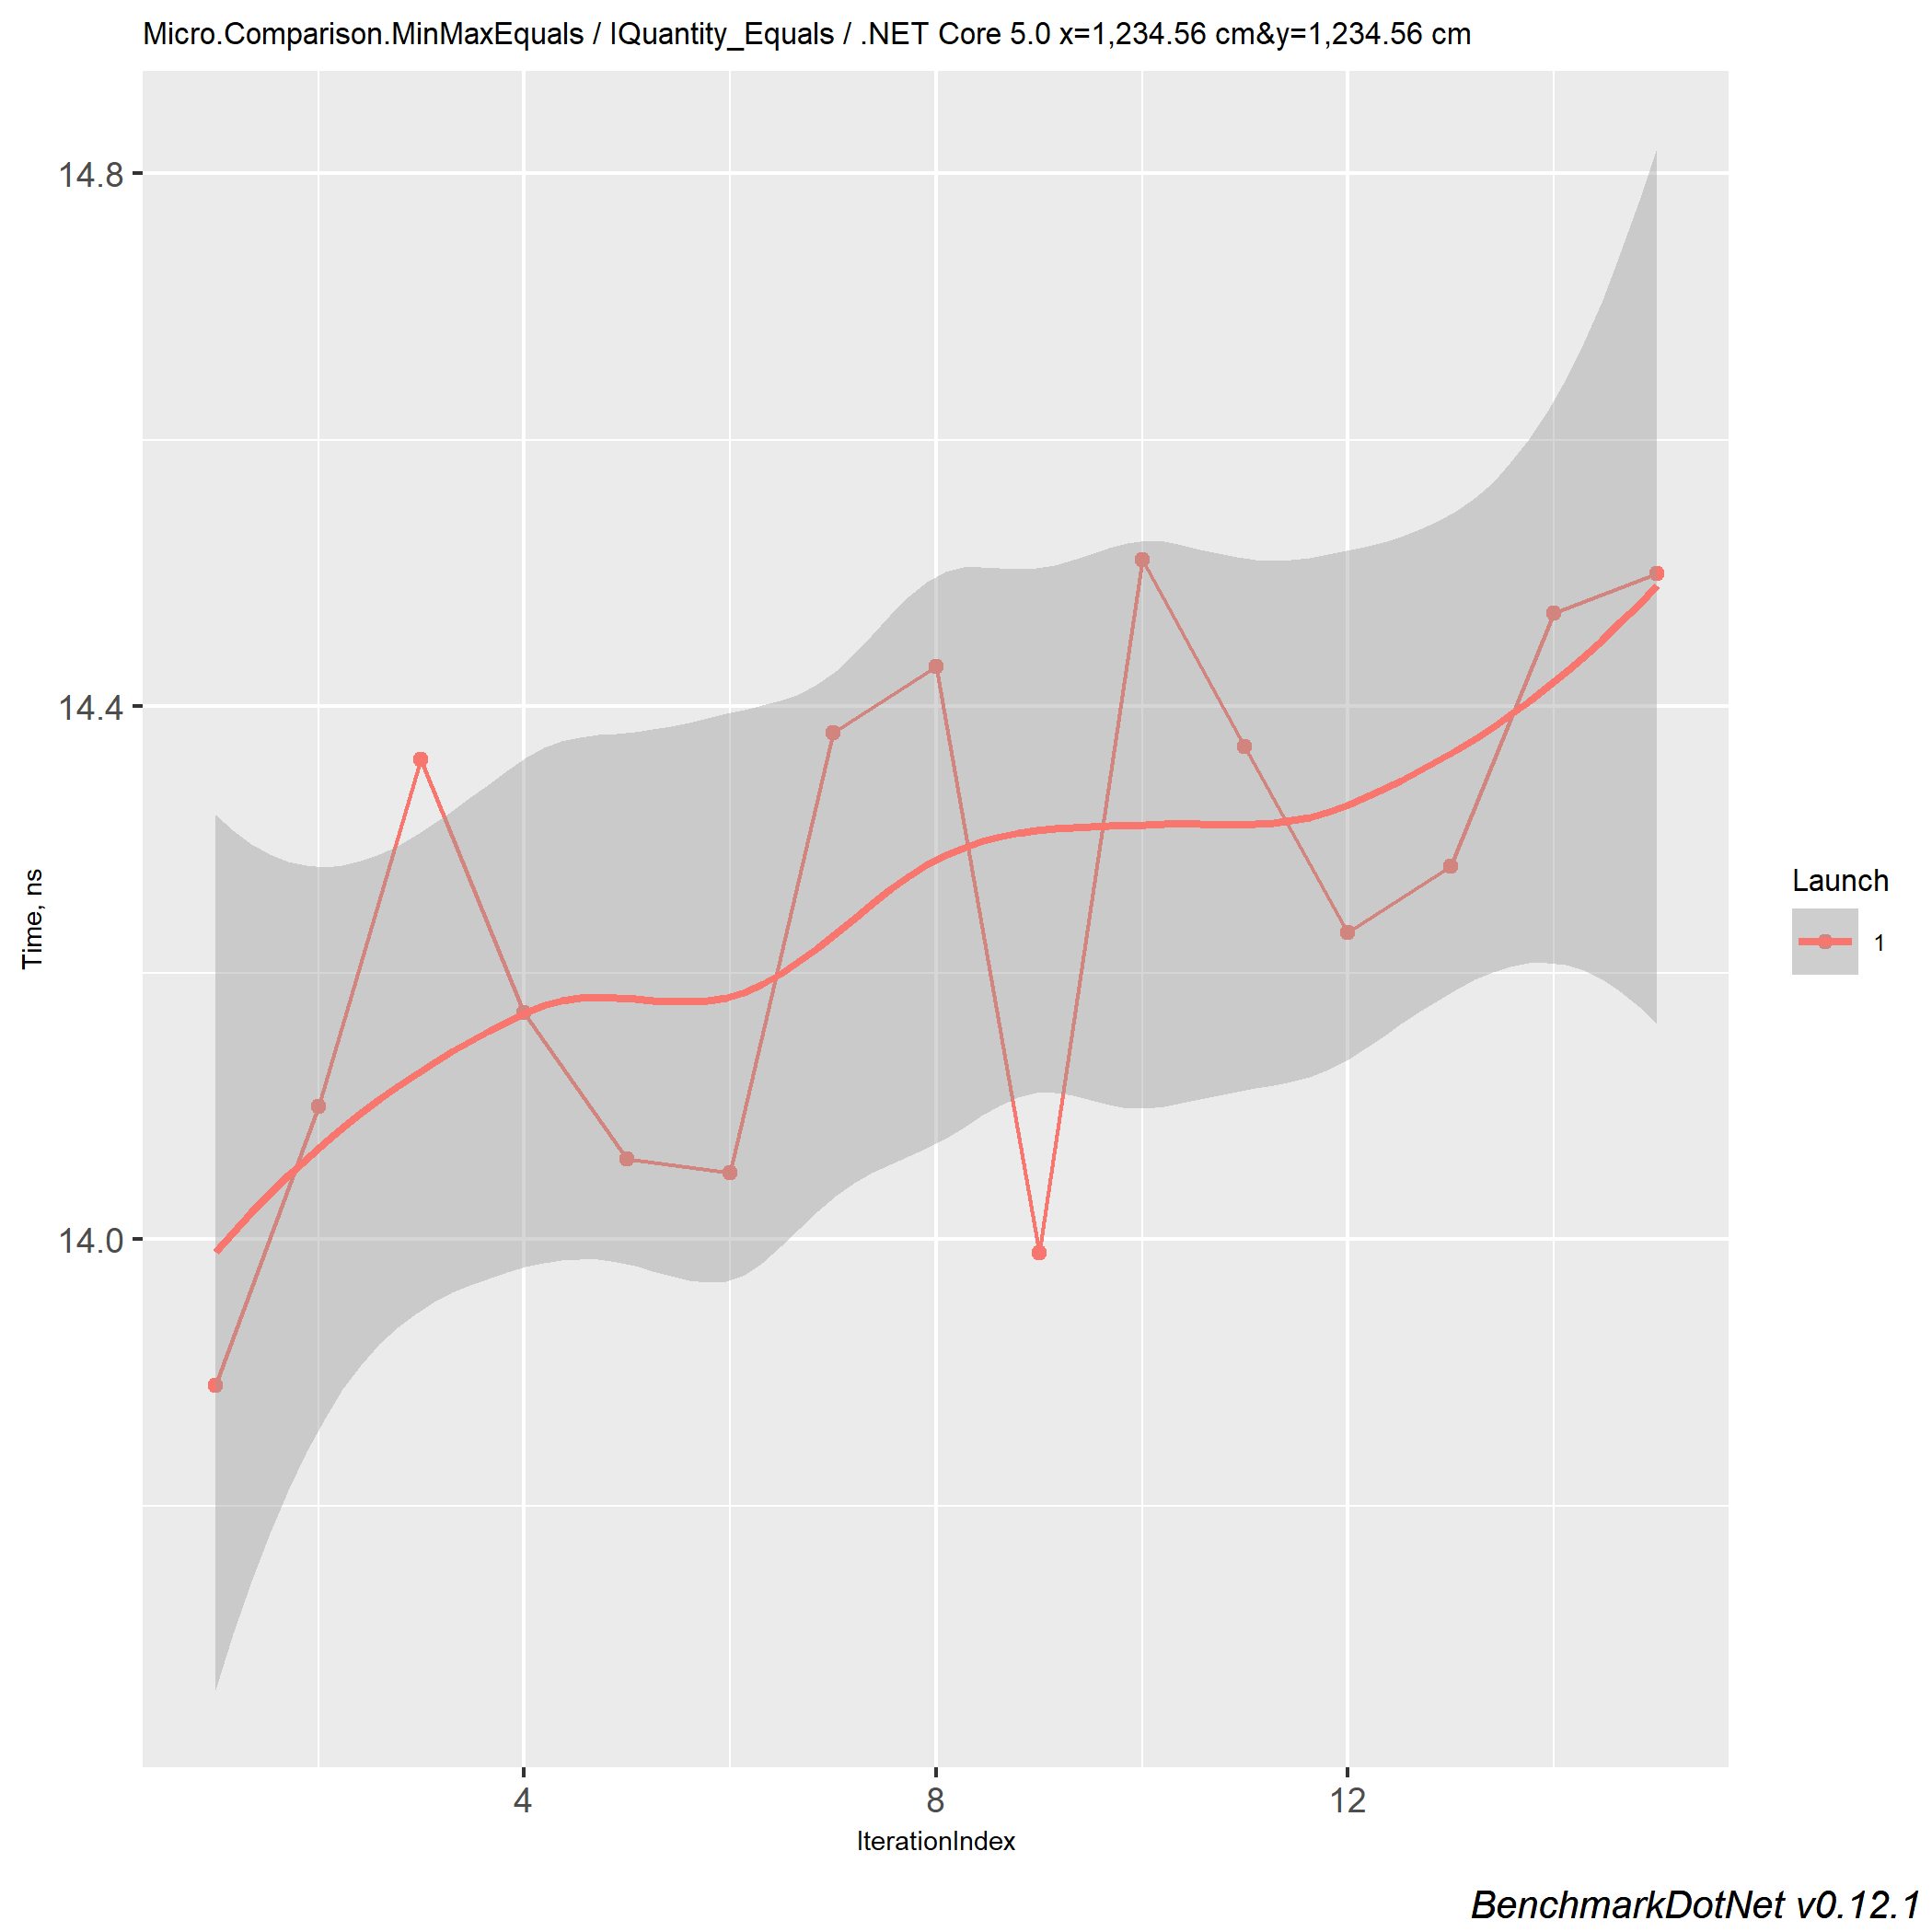 Micro.Comparison.MinMaxEquals / IQuantity_Equals / .NET Core 5.0 x=1,234.56 cm&y=1,234.56 cm
14.8
14.4
14.0
Time, ns
4
8
12
IterationIndex
Launch
1
BenchmarkDotNet v0.12.1